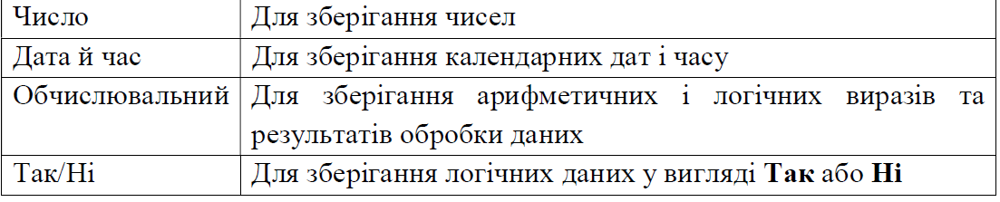 Число Для зберігання чисел
Дата й час Для зберігання календарних дат і часу
Обчислювальний Для зберігання арифметичних і логічних виразів та
результатів обробки даних
Так/Ні Для зберігання логічних даних у вигляді Так або Ні